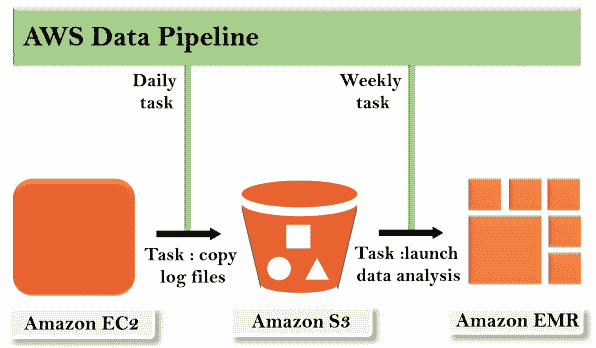 AWS Data Pipeline
Daily
task
Weekly
task
Task : copy
log files
Task :launch
data analysis
Amazon EC2
Amazon S3
Amazon EMR